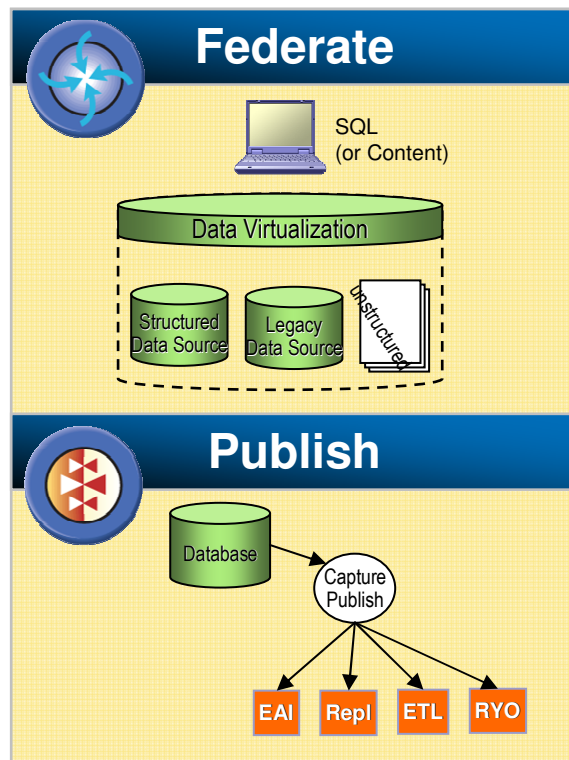 Federate
SQL
(or Content)
Data Virtualization
Structured
Data Source
Legacy
Data Source
unstructured
Publish
Database
Capture
Publish
EAI
Repl
ETL
RYO